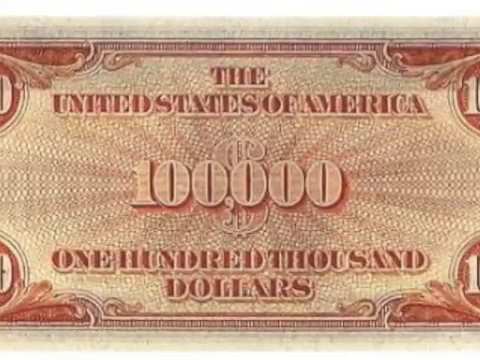 THE
UNITED STATES OF AMERICA
100,000
ONE HUNDRED THOUSAND
DOLLARS